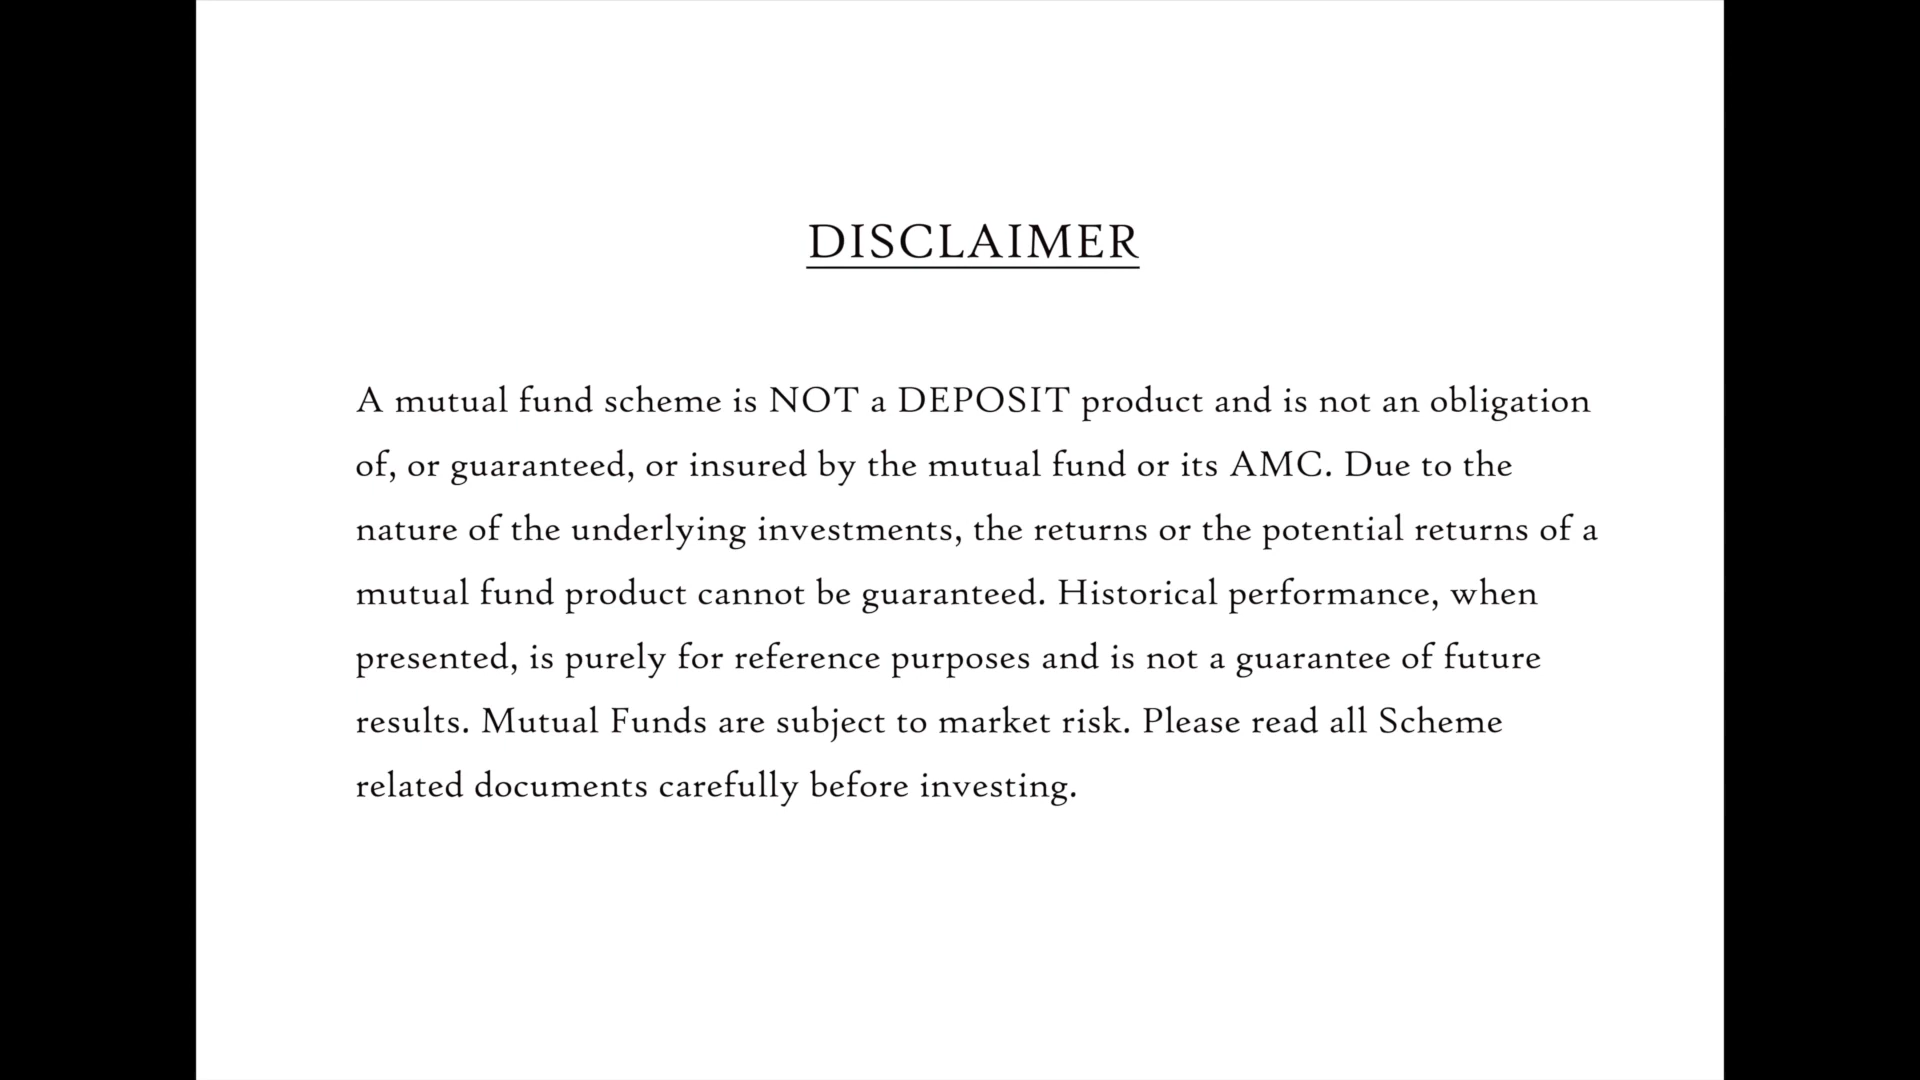 DISCLAIMER
A mutual fund scheme is NOT a DEPOSIT product and is not an obligation
of, or guaranteed, or insured by the mutual fund or its AMC. Due to the
nature of the underlying investments, the returns or the potential returns of a
mutual fund product cannot be guaranteed. Historical performance, when
presented, is purely for reference purposes and is not a guarantee of future
results. Mutual Funds are subject to market risk. Please read all Scheme
related documents carefully before investing.